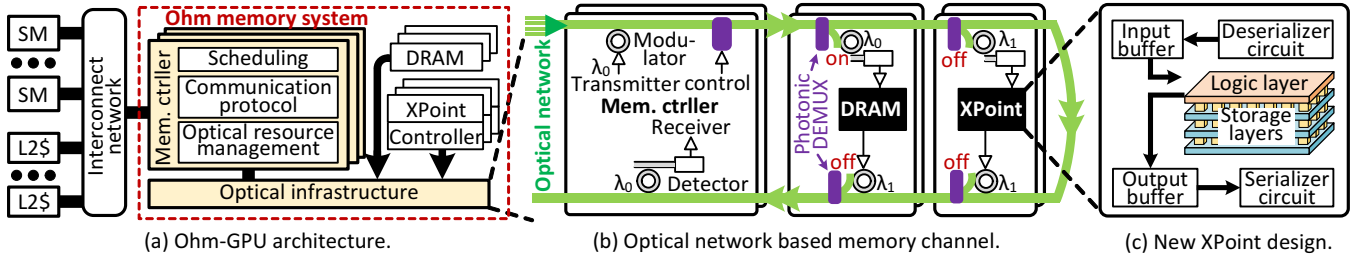 Ohm memory system
SM
SM
L2$
L2$
Interconnect
network
Mem. ctrller
Scheduling
Communication
protocol
Optical resource
management
DRAM
XPoint
Controller
Optical infrastructure
(a) Ohm-GPU architecture.
Optical network
Modu-
lator
λ0
Transmitter control
Mem. ctrller
Receiver
λ0
Detector
Photonic
DEMUX
λ0
on
DRAM
off
λ1
λ1
off
XPoint
off
λ1
(b) Optical network based memory channel.
Input
buffer
Deserializer
circuit
Logic layer
Storage
layers
Output
buffer
Serializer
circuit
(c) New XPoint design.